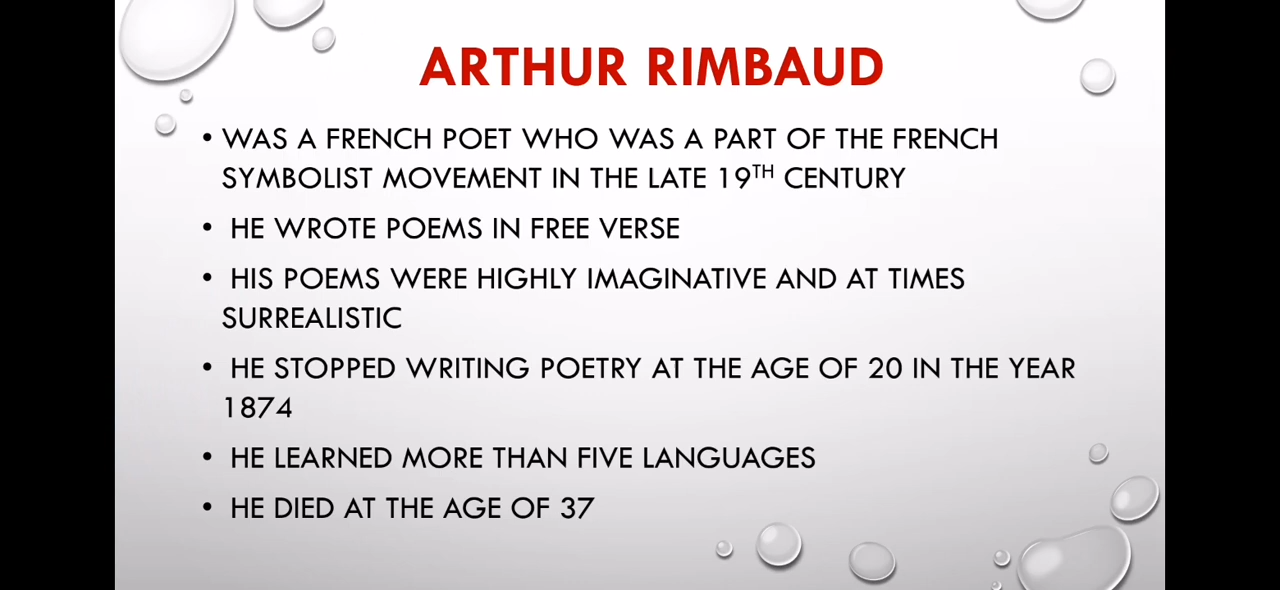 ARTHUR RIMBAUD
• WAS A FRENCH POET WHO WAS A PART OF THE FRENCH
SYMBOLIST MOVEMENT IN THE LATE 19TH CENTURY
• HE WROTE POEMS IN FREE VERSE
• HIS POEMS WERE HIGHLY IMAGINATIVE AND AT TIMES
SURREALISTIC
• HE STOPPED WRITING POETRY AT THE AGE OF 20 IN THE YEAR
1874
• HE LEARNED MORE THAN FIVE LANGUAGES
• HE DIED AT THE AGE OF 37